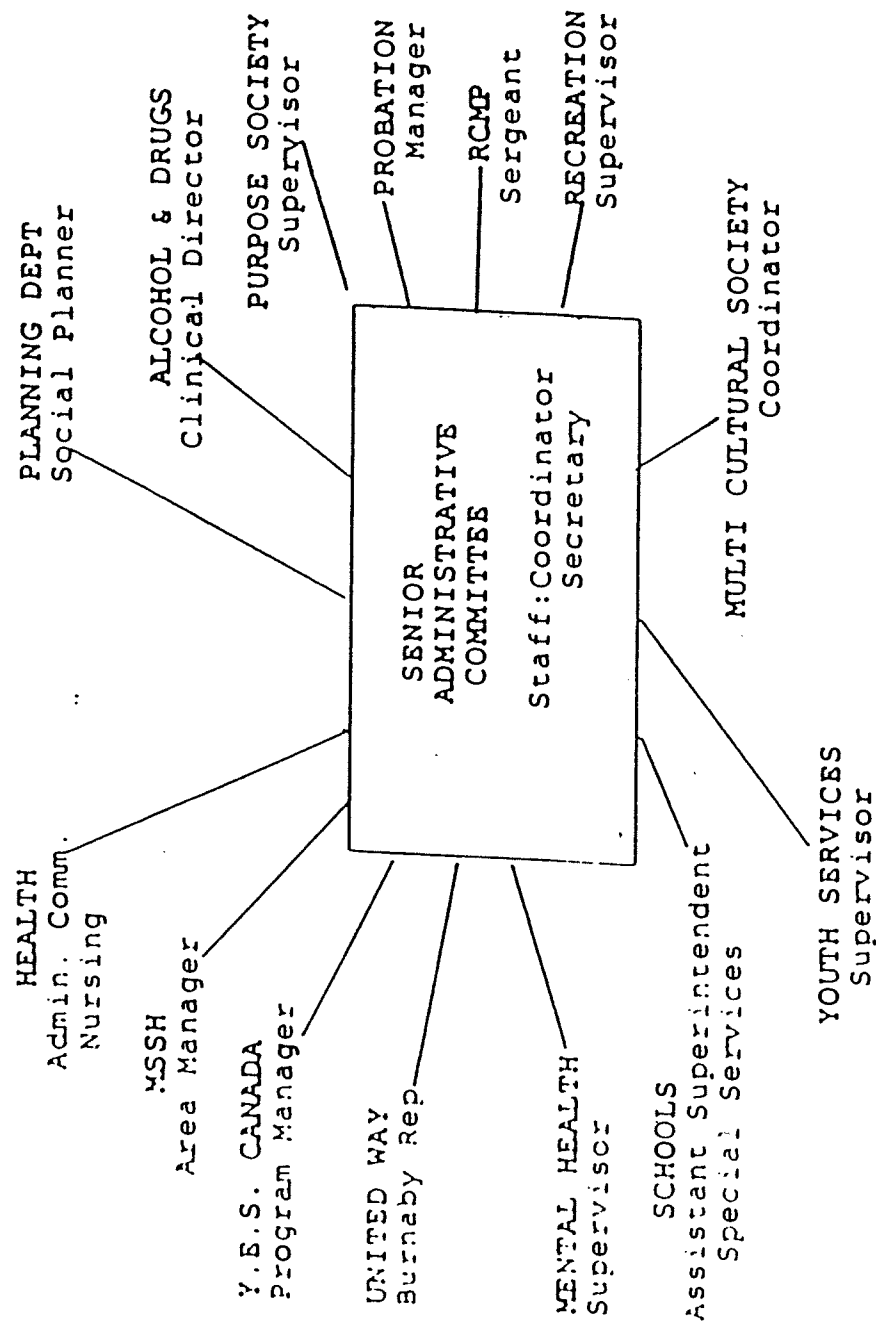 HEALTH
Admin. Comm.
Nursing
MSSH
Area Manager
Y.E.S. CANADA
Program Manager
UNITED WAY
Burnaby Rep
MENTAL HEALTH
Supervisor
SCHOOLS
Assistant Superintendent
Special Services
YOUTH SERVICES
Supervisor
SENIOR
ADMINISTRATIVE
COMMITTEE
Staff:Coordinator
Secretary
PLANNING DEPT
Social Planner
ALCOHOL & DRUGS
Clinical Director
PURPOSE SOCIETY
Supervisor
PROBATION
Manager
RCMP
Sergeant
RECREATION
Supervisor
MULTI CULTURAL SOCIETY
Coordinator